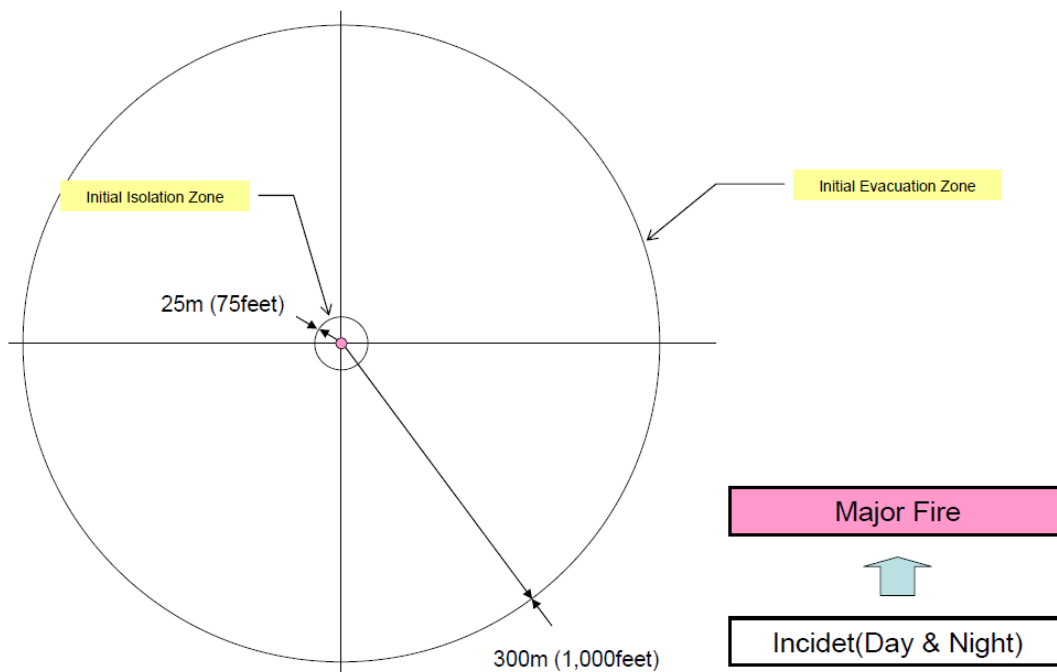 Initial Isolation Zone
Initial Evacuation Zone
25m (75feet)
Major Fire
Incidet(Day & Night)
300m (1,000feet)